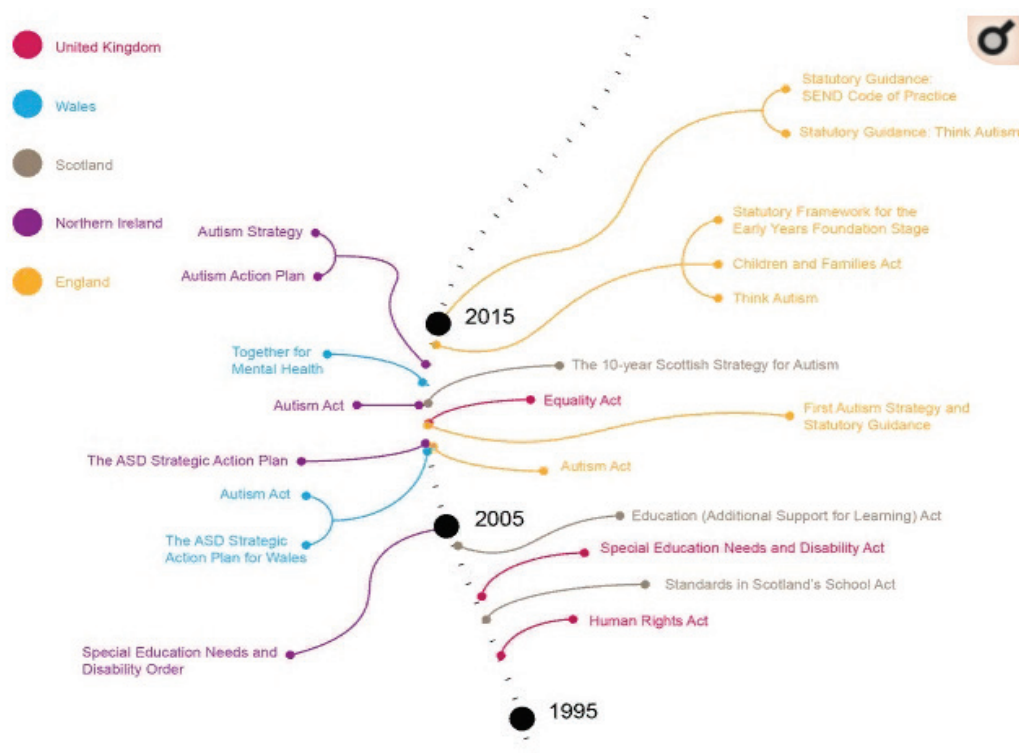 United Kingdom
Wales
Scotland
Northern Ireland
England
Statutory Guidance:
SEND Code of Practice
Statutory Guidance: Think Autism
Statutory Framework for the
Early Years Foundation Stage
Children and Families Act
Think Autism
Autism Strategy
Autism Action Plan
2015
Together for
Mental Health
The 10-year Scottish Strategy for Autism
Autism Act
Equality Act
First Autism Strategy and
Statutory Guidance
The ASD Strategic Action Plan
Autism Act
Autism Act
The ASD Strategic
Action Plan for Wales
2005
Education (Additional Support for Learning) Act
Special Education Needs and Disability Act
Standards in Scotland's School Act
Human Rights Act
Special Education Needs and
Disability Order
1995